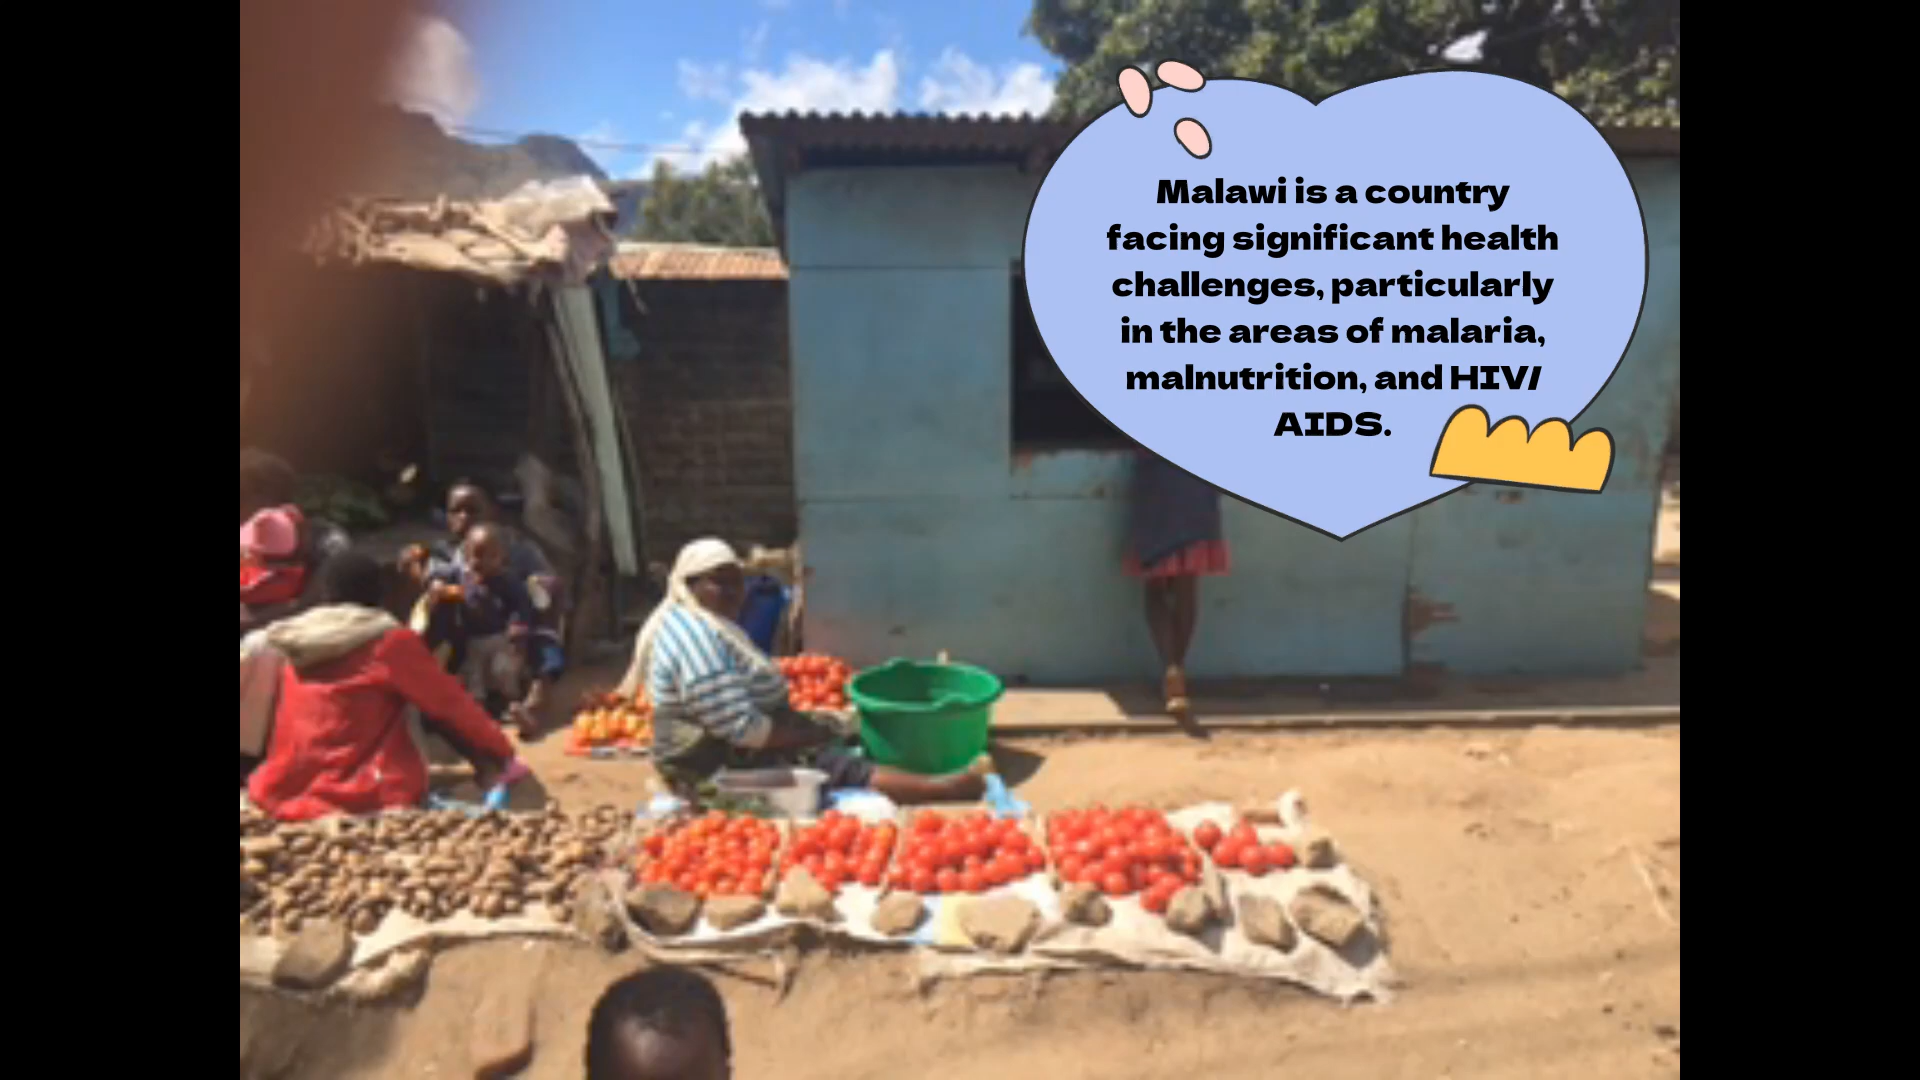 Malawi is a country
facing significant health
challenges, particularly
in the areas of malaria,
malnutrition, and HIV/
AIDS.